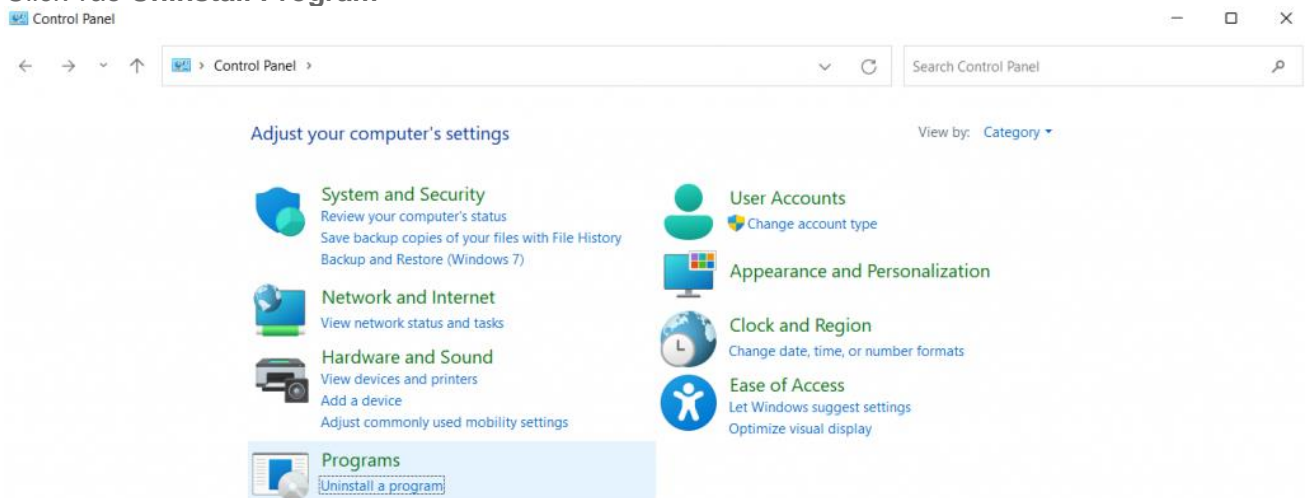 Click Tab Uninstall Program
Control Panel
Control Panel
Search Control Panel
Adjust your computer's settings
View by: Category
System and Security
Review your computer's status
Save backup copies of your files with File History
Backup and Restore (Windows 7)
Network and Internet
View network status and tasks
Hardware and Sound
View devices and printers
Add a device
Adjust commonly used mobility settings
Programs
Uninstall a program
User Accounts
Change account type
Appearance and Personalization
Clock and Region
Change date, time, or number formats
Ease of Access
Let Windows suggest settings
Optimize visual display